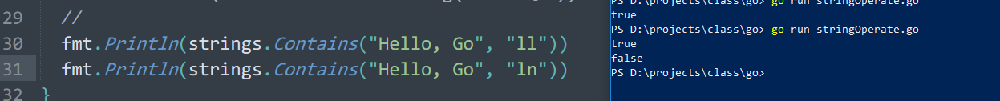 29 //
30 fmt.Println(strings.Contains("Hello, Go", "ll"))
31 fmt.Println(strings.Contains("Hello, Go", "ln"))
32 }
PS D:\projects\class\go> go run stringOperate.go
true
PS D:\projects\class\go> go run stringOperate.go
true
false
PS D:\projects\class\go>